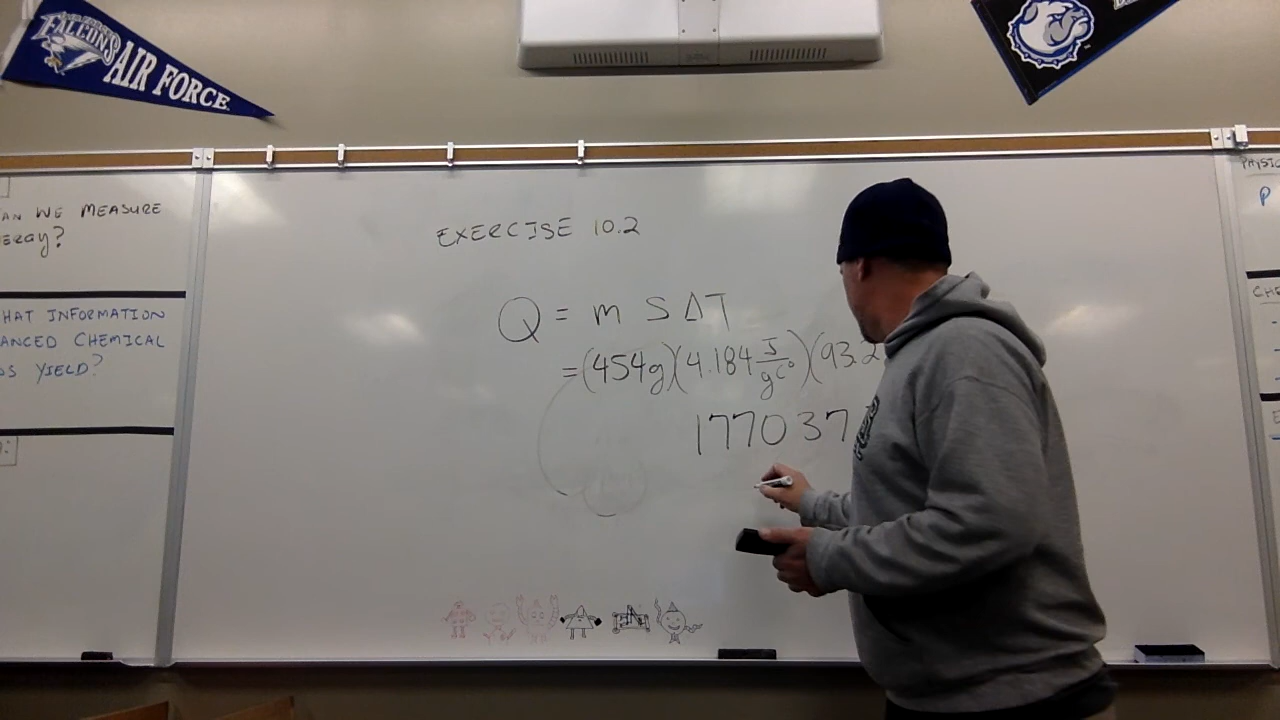 FALCONS
AIR FORCE
AN WE MEASURE
ERGY?
HAT INFORMATION
ANCED CHEMICAL
DS YIELD?
EXERCISE 10.2
Q = m S ΔT
=(454g)(4.184 J/g C°)(93.2
177037
PHYSIC
P
CHE
E